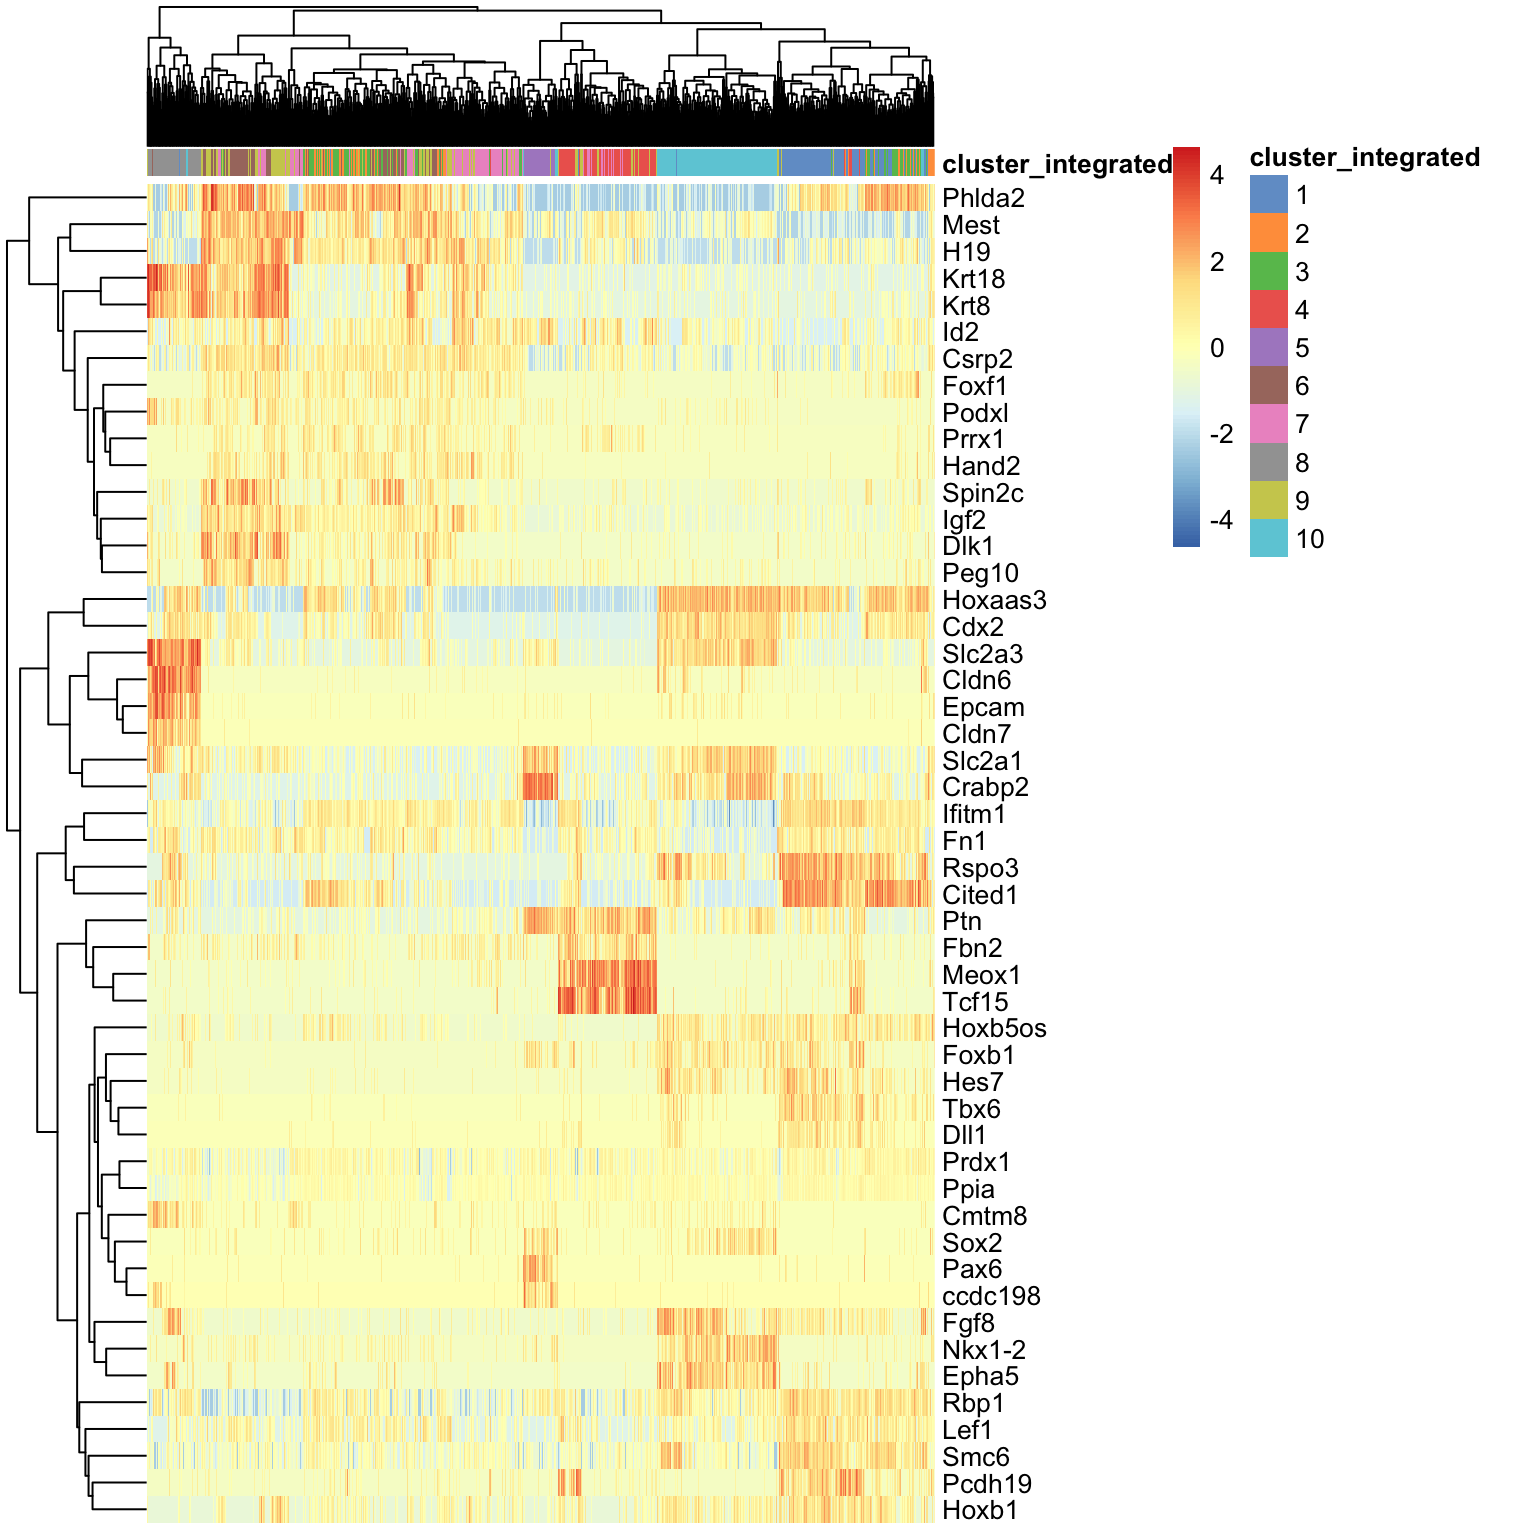 cluster_integrated
Phlda2
Mest
H19
Krt18
Krt8
Id2
Csrp2
Foxf1
Podxl
Prrx1
Hand2
Spin2c
Igf2
Dlk1
Peg10
Hoxaas3
Cdx2
Slc2a3
Cldn6
Epcam
Cldn7
Slc2a1
Crabp2
Ifitm1
Fn1
Rspo3
Cited1
Ptn
Fbn2
Meox1
Tcf15
Hoxb5os
Foxb1
Hes7
Tbx6
Dll1
Prdx1
Ppia
Cmtm8
Sox2
Pax6
ccdc198
Fgf8
Nkx1-2
Epha5
Rbp1
Lef1
Smc6
Pcdh19
Hoxb1
4
2
0
-2
-4
cluster_integrated
1
2
3
4
5
6
7
8
9
10